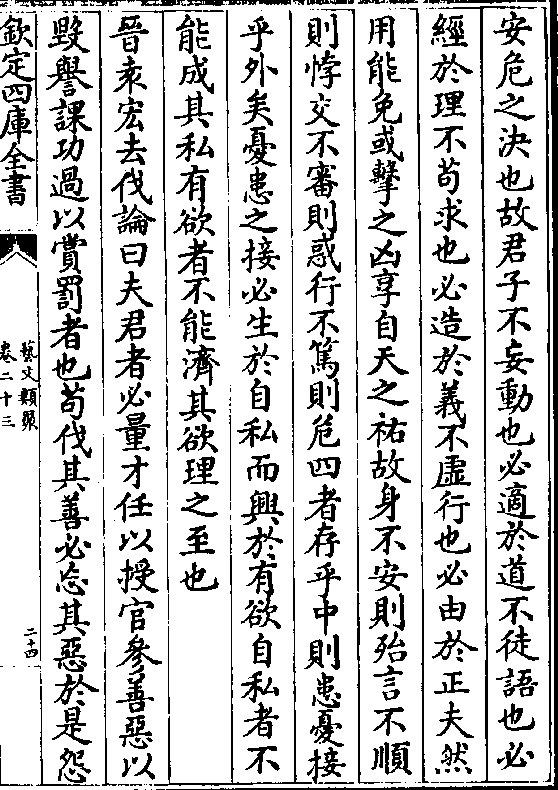 安危之決也故君子不妄動也必適於道不徒語也必
經於理不苟求也必造於義不虛行也必由於正夫然
用能免或擊之凶享自天之祐故身不安則殆言不順
則悖交不審則惑行不篤則危四者存乎中則患憂接
乎外矣憂患之接必生於自私而興於有欲自私者不
能成其私有欲者不能濟其欲理之至也
晉袁宏去伐論曰夫君者必量才任以授官參善惡以
毀譽課功過以賞罰者也苟伐其善必忘其惡於是怨
欽定四庫全書
藝文類聚
卷二十三
二十四